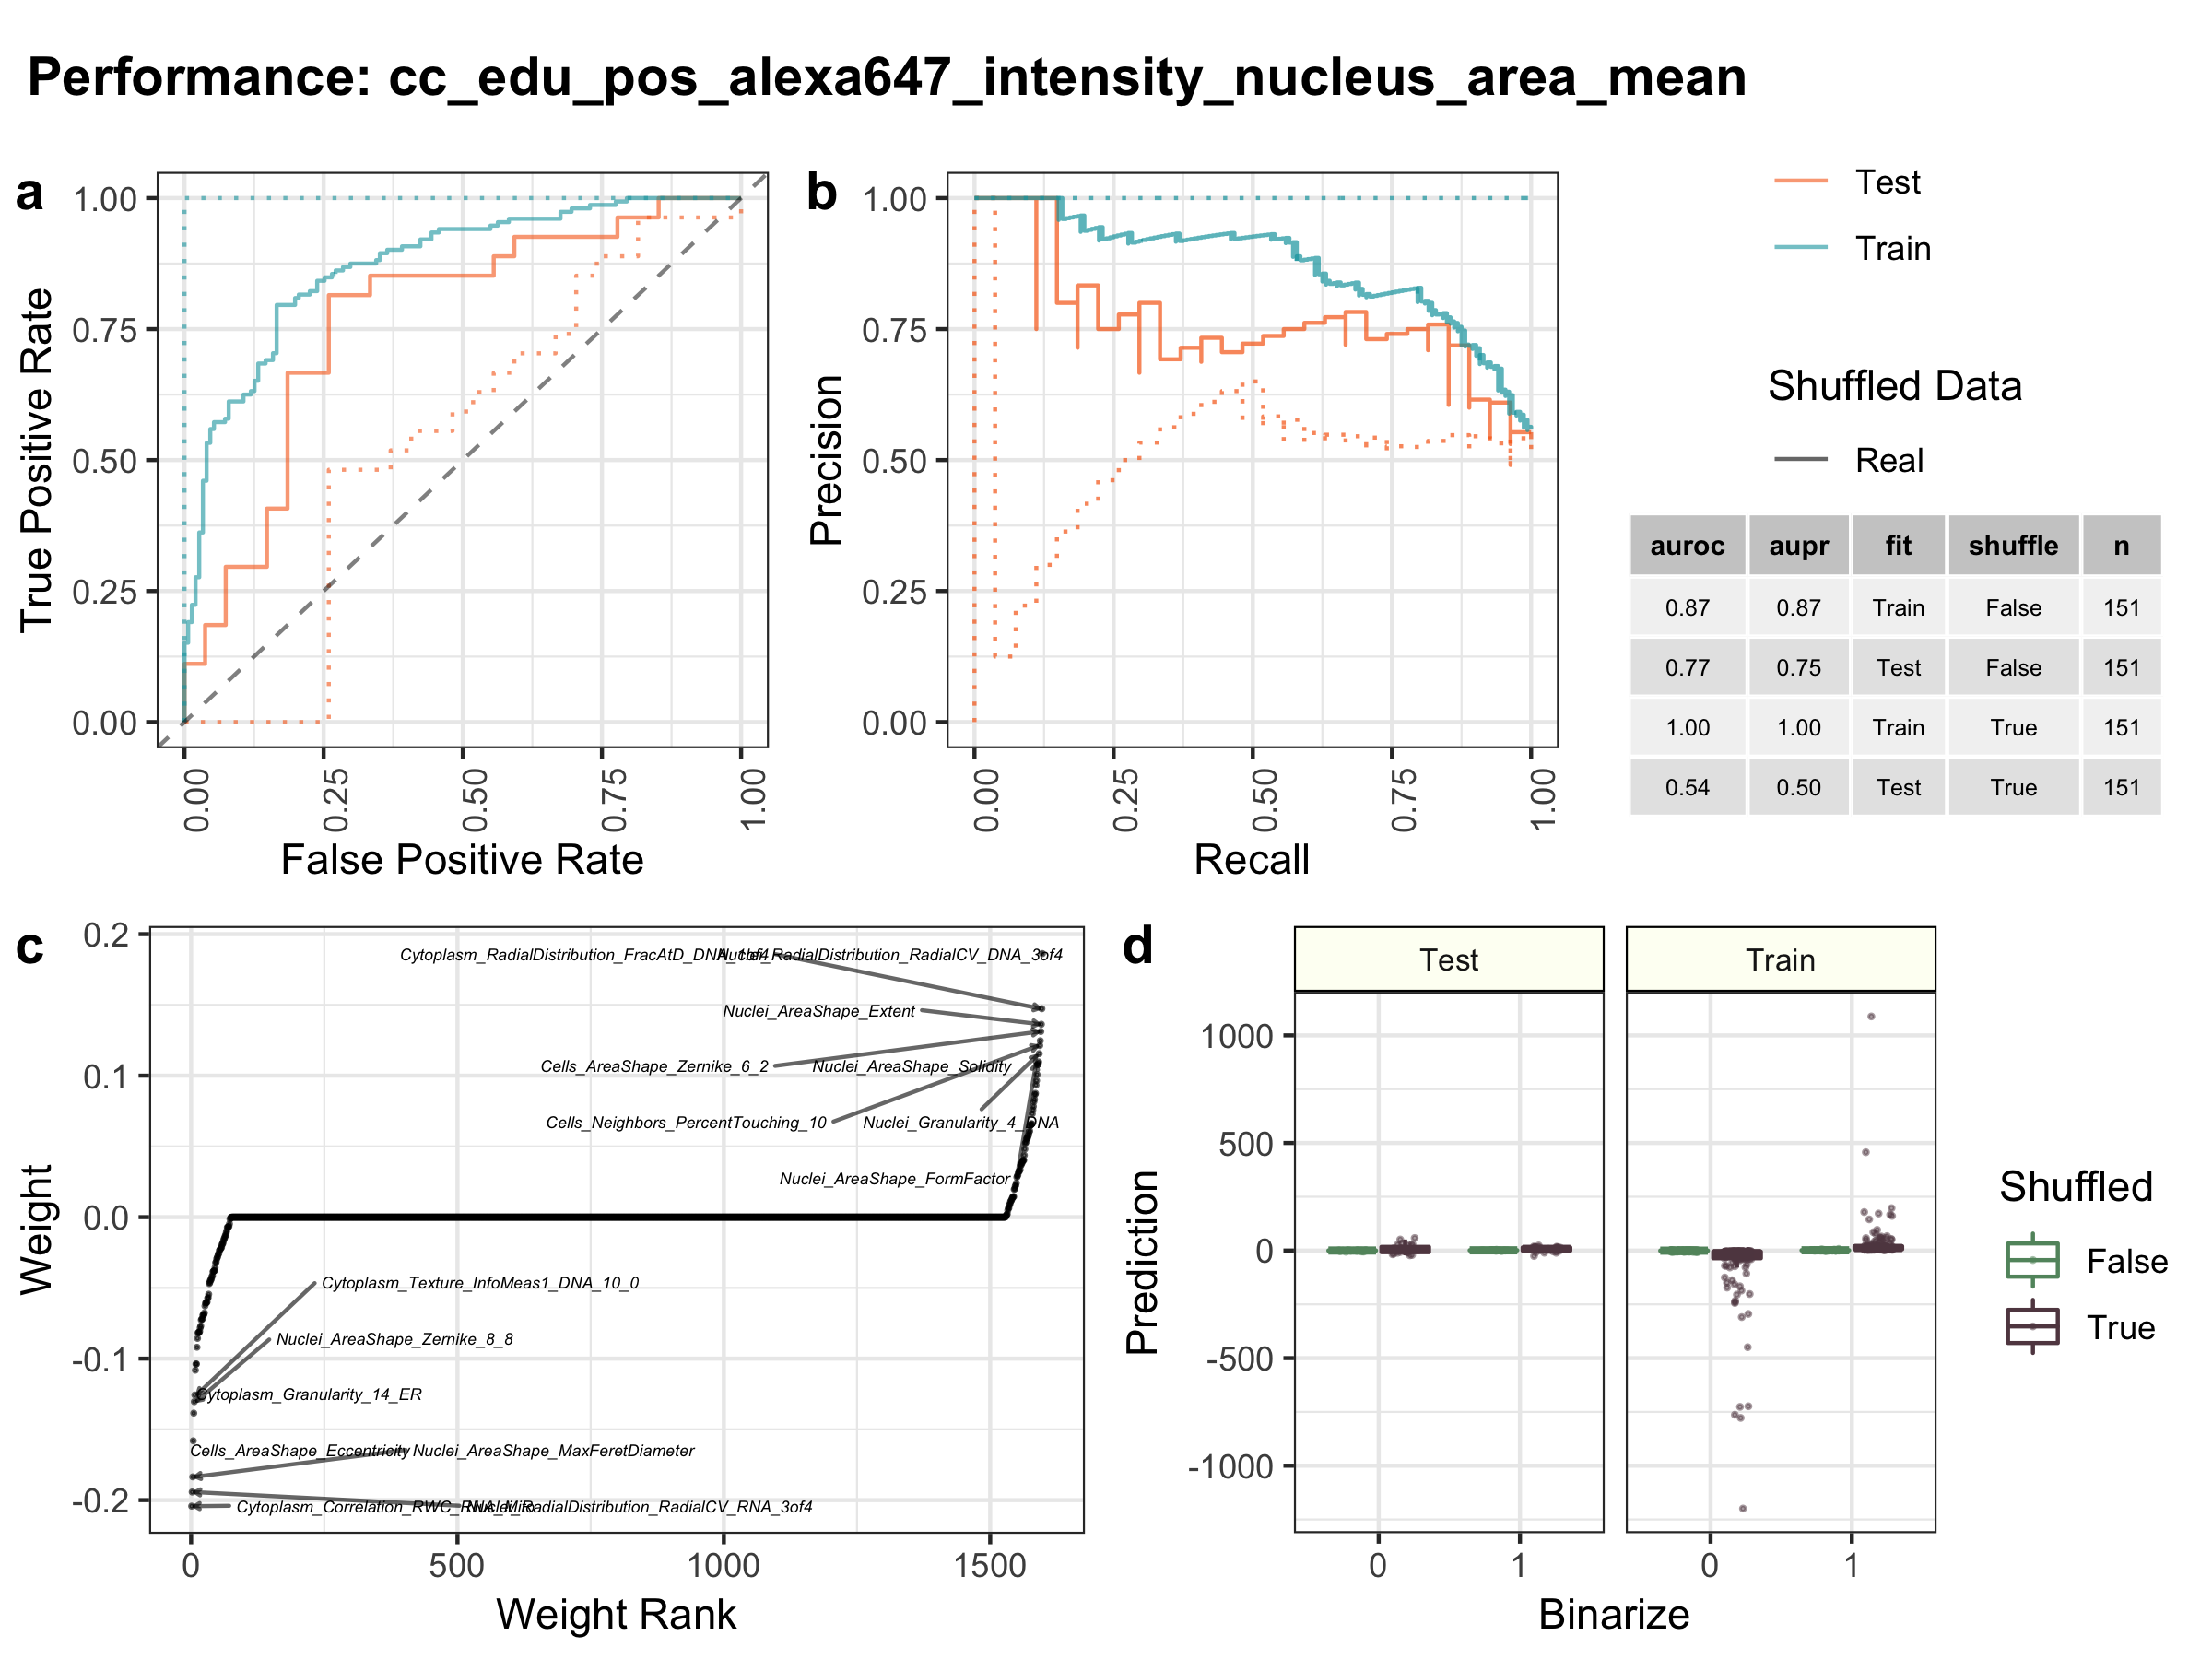 Performance: cc_edu_pos_alexa647_intensity_nucleus_area_mean
a
1.00
0.75
0.50
0.25
0.00
True Positive Rate
0.00
0.25
0.50
0.75
1.00
False Positive Rate
b
1.00
0.75
0.50
0.25
0.00
Precision
0.00
0.25
0.50
0.75
1.00
Recall
Test
Train
Shuffled Data
Real
auroc aupr fit shuffle n
0.87 0.87 Train False 151
0.77 0.75 Test False 151
1.00 1.00 Train True 151
0.54 0.50 Test True 151
c
0.2
0.1
0.0
-0.1
-0.2
Weight
Cytoplasm_RadialDistribution_FracAtD_DNA_1of4
Nuclei_RadialDistribution_RadialCV_DNA_3of4
Nuclei_AreaShape_Extent
Cells_AreaShape_Zernike_6_2
Nuclei_AreaShape_Solidity
Cells_Neighbors_PercentTouching_10
Nuclei_Granularity_4_DNA
Nuclei_AreaShape_FormFactor
Cytoplasm_Texture_InfoMeas1_DNA_10_0
Nuclei_AreaShape_Zernike_8_8
Cytoplasm_Granularity_14_ER
Cells_AreaShape_Eccentricity
Nuclei_AreaShape_MaxFeretDiameter
Cytoplasm_Correlation_RWC_RNA_Mito
Nuclei_RadialDistribution_RadialCV_RNA_3of4
0
500
1000
1500
Weight Rank
d
Test
Train
1000
500
0
-500
-1000
Prediction
0
1
0
1
Binarize
Shuffled
False
True